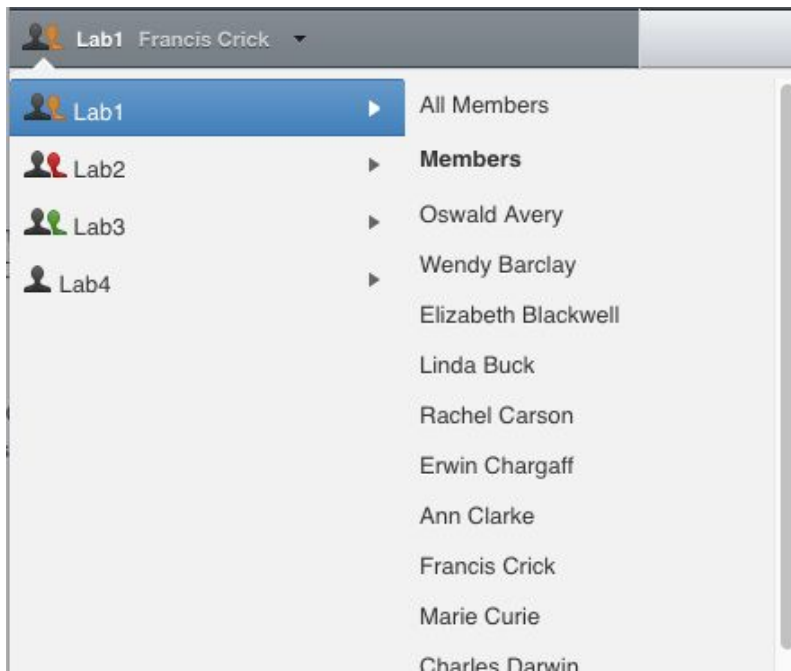 Lab1 Francis Crick
Lab1
Lab2
Lab3
Lab4
All Members
Members
Oswald Avery
Wendy Barclay
Elizabeth Blackwell
Linda Buck
Rachel Carson
Erwin Chargaff
Ann Clarke
Francis Crick
Marie Curie
Charles Darwin